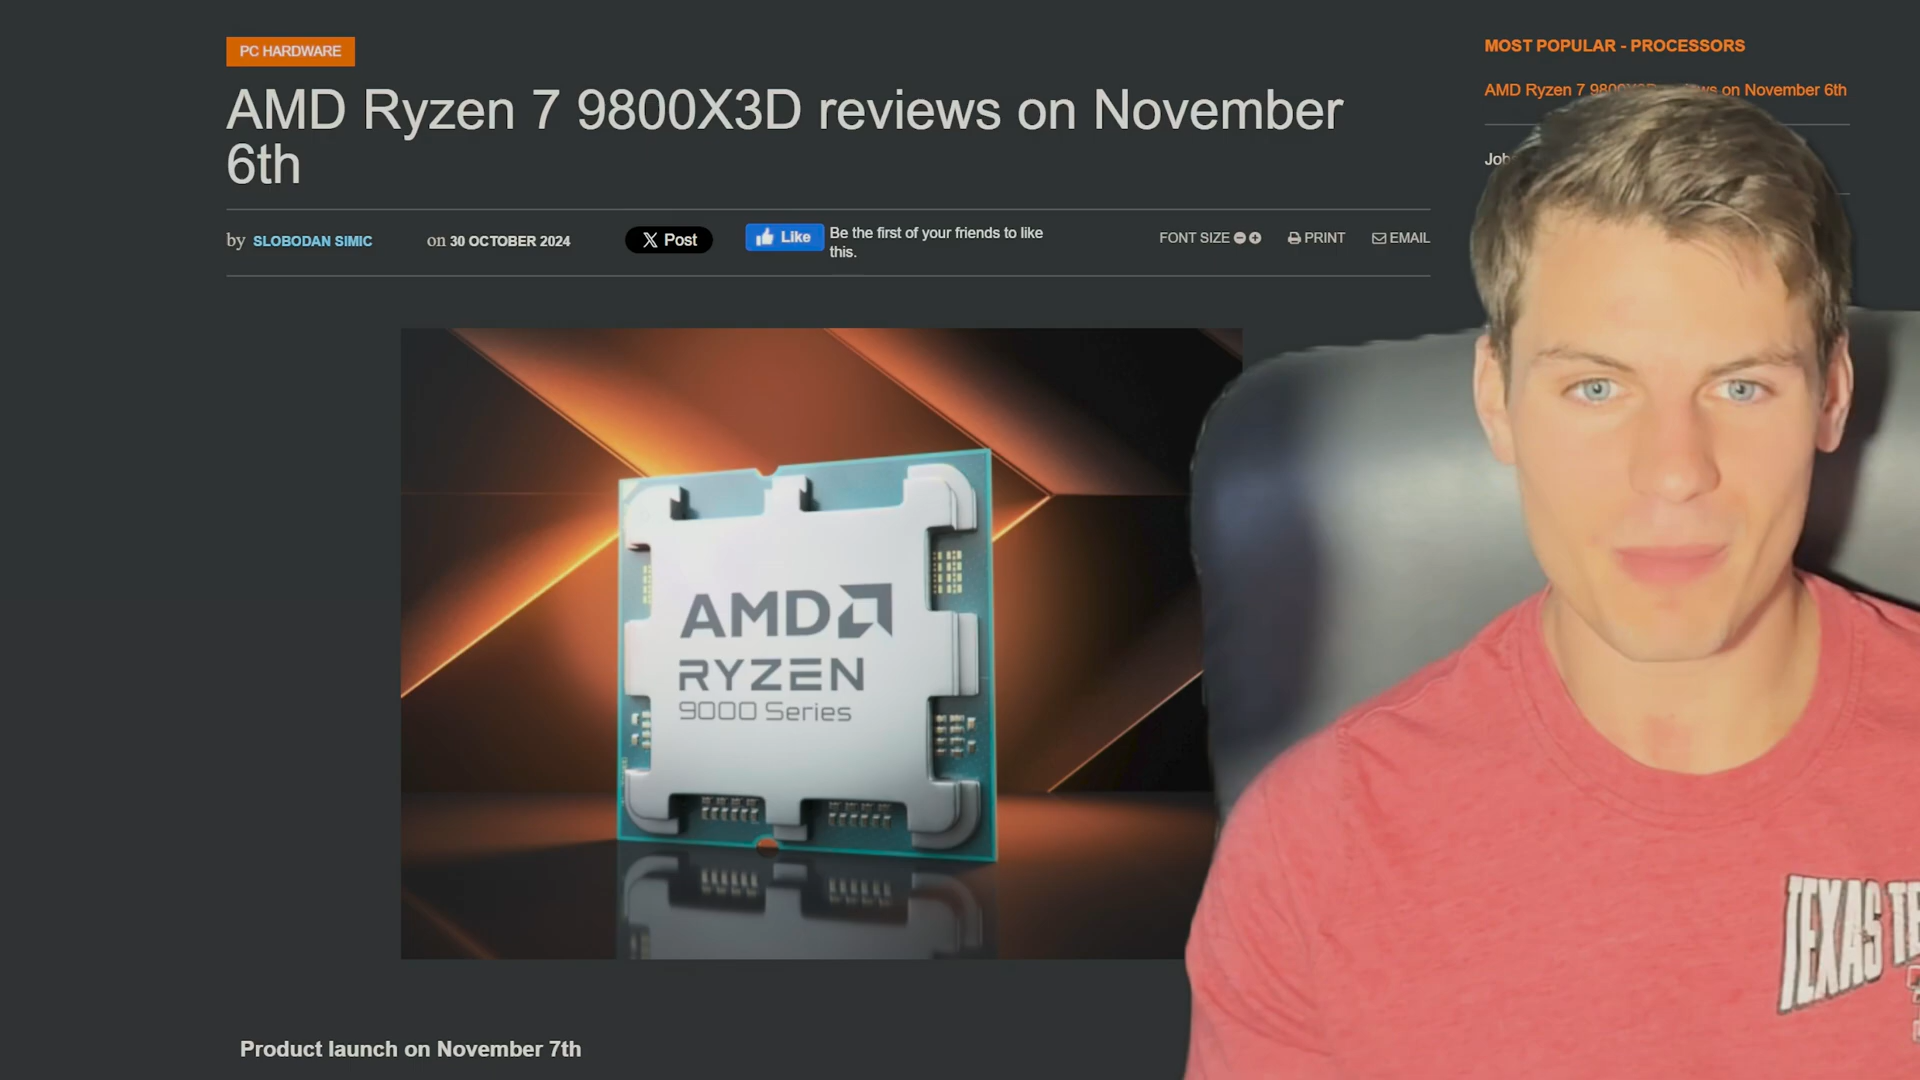 PC HARDWARE
AMD Ryzen 7 9800X3D reviews on November
6th
by SLOBODAN SIMIC
on 30 OCTOBER 2024
X Post
Like
Be the first of your friends to like
this.
FONT SIZE
PRINT
EMAIL
AMD
RYZEN
9000 Series
Product launch on November 7th
MOST POPULAR - PROCESSORS
AMD Ryzen 7 on November 6th
TEXAS